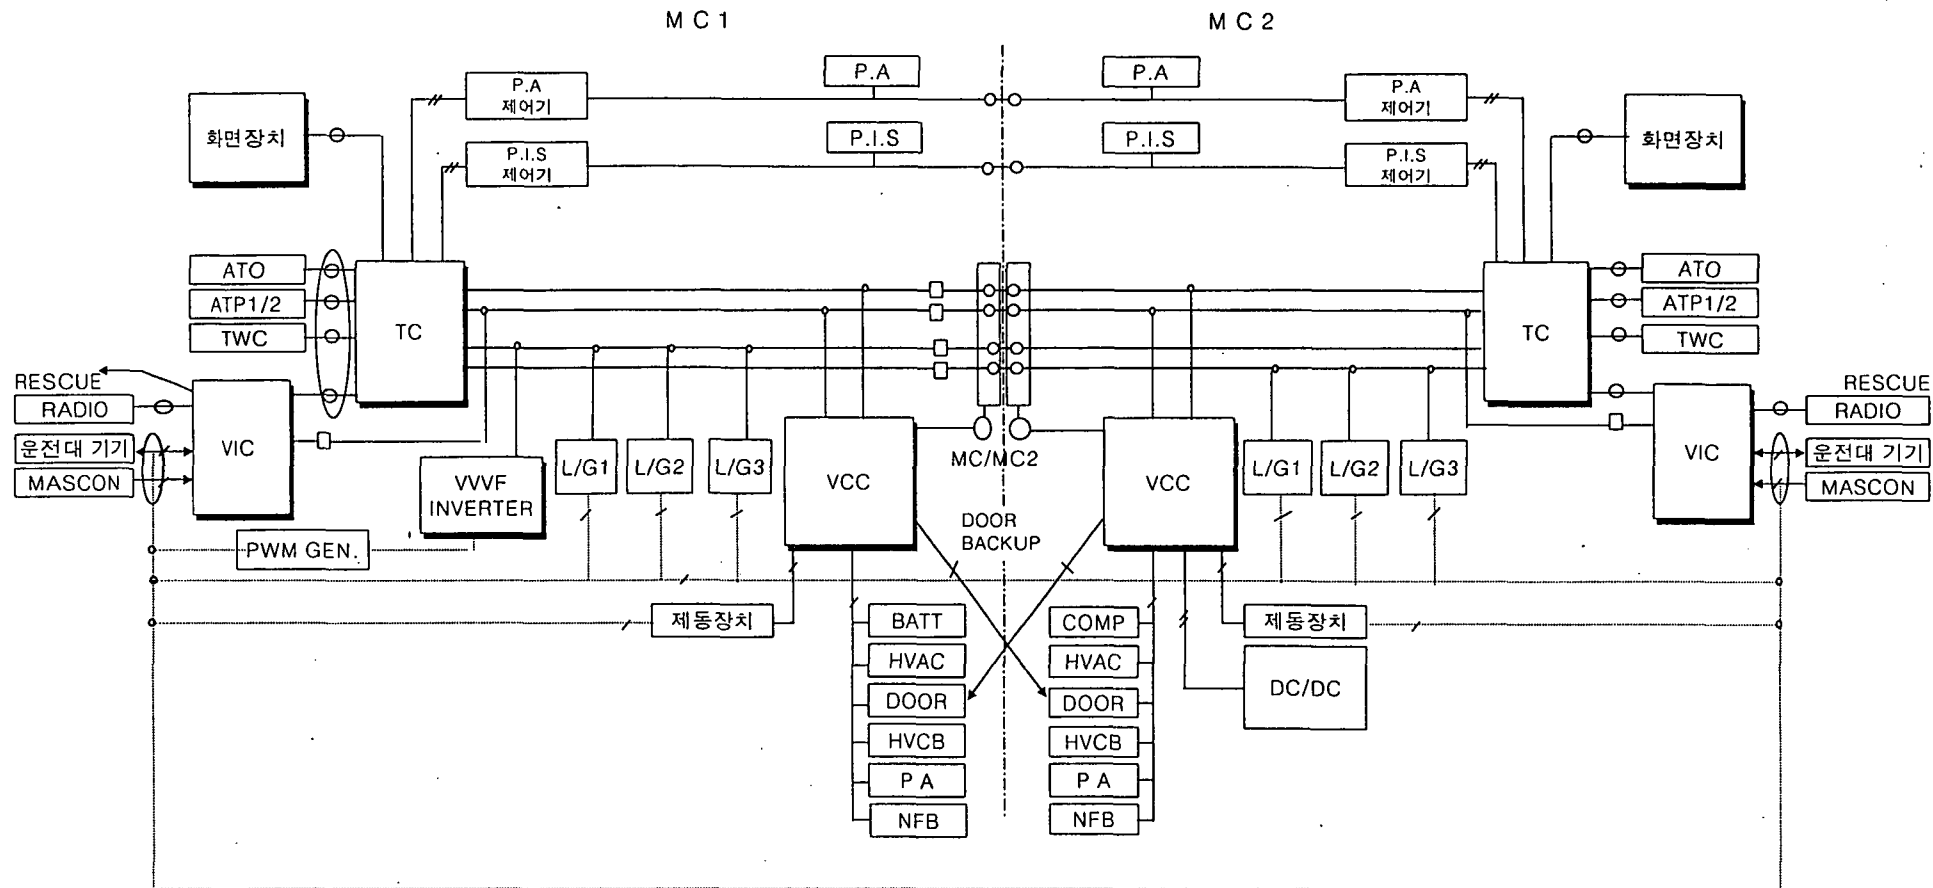 MC1
MC2
P.A
제어기
P.A
P.A
P.A
제어기
화면장치
화면장치
P.I.S
제어기
P.I.S
P.I.S
P.I.S
제어기
ATO
ATP1/2
TWC
TC
TC
ATO
ATP1/2
TWC
RESCUE
RADIO
운전대 기기
MASCON
VIC
VVVF
INVERTER
L/G1
L/G2
L/G3
VCC
MC/MC2
VCC
L/G1
L/G2
L/G3
VIC
RESCUE
RADIO
운전대 기기
MASCON
PWM GEN.
DOOR
BACKUP
제동장치
BATT
HVAC
DOOR
HVCB
P A
NFB
COMP
HVAC
DOOR
HVCB
P A
NFB
제동장치
DC/DC